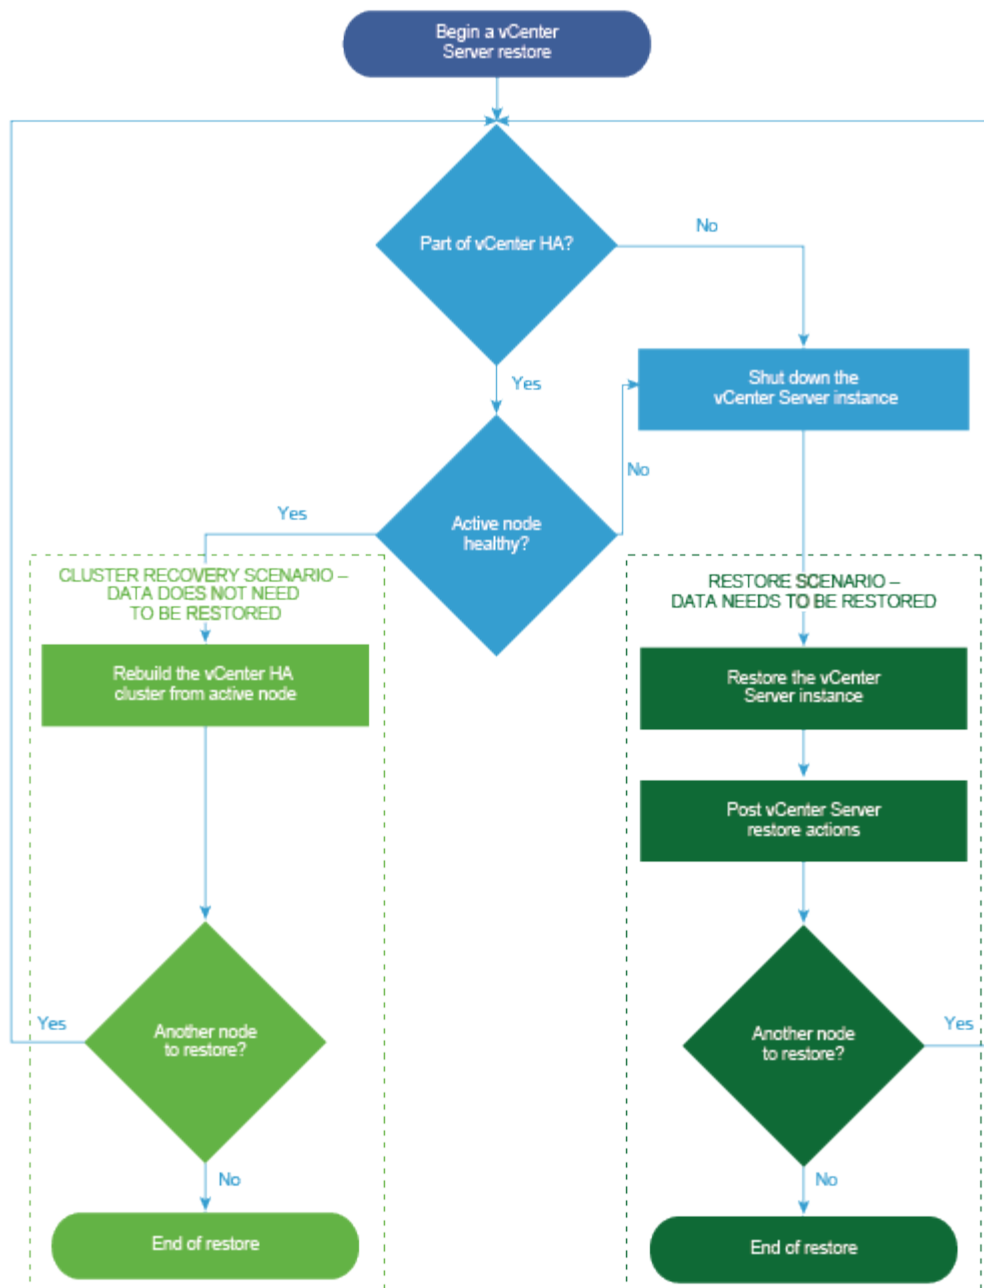 Begin a vCenter
Server restore
Part of vCenter HA?
No
Yes
Shut down the
vCenter Server instance
No
Active node
healthy?
Yes
CLUSTER RECOVERY SCENARIO –
DATA DOES NOT NEED
TO BE RESTORED
RESTORE SCENARIO –
DATA NEEDS TO BE RESTORED
Rebuild the vCenter HA
cluster from active node
Restore the vCenter
Server instance
Post vCenter Server
restore actions
Yes
Another node
to restore?
Another node
to restore?
Yes
No
No
End of restore
End of restore